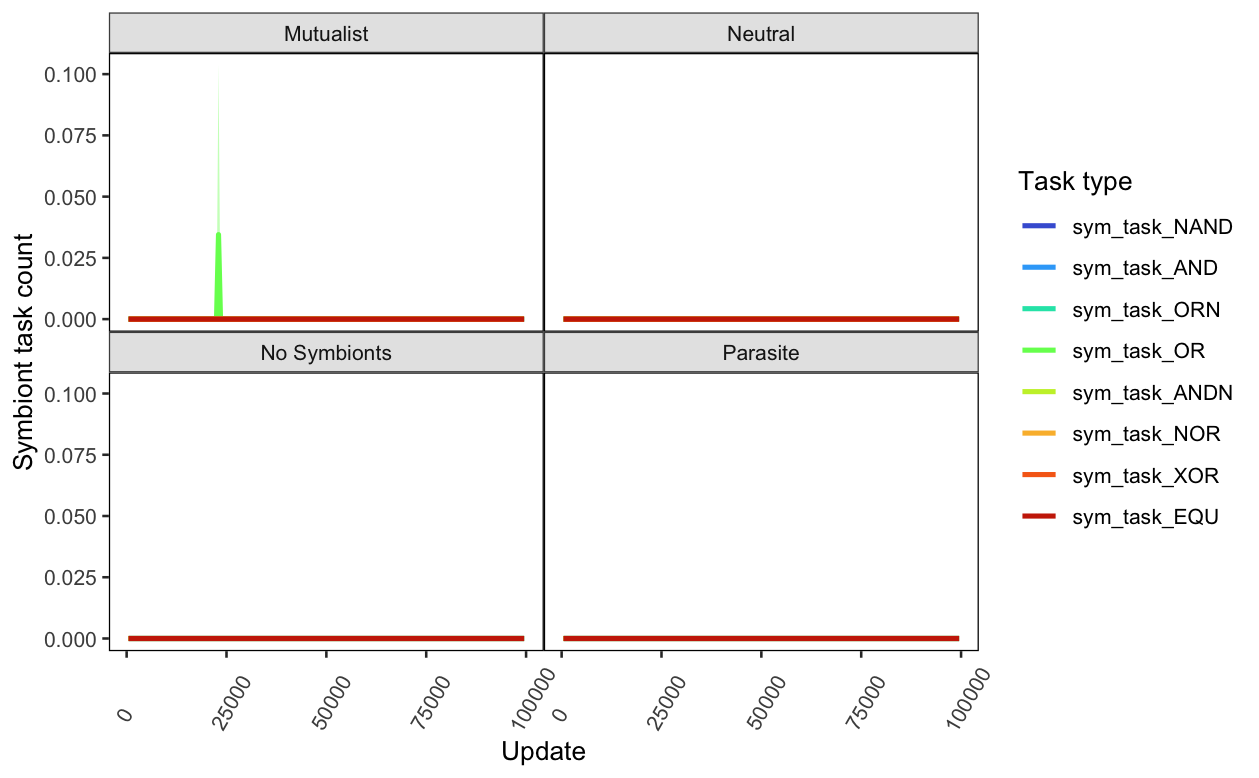 Mutualist
Neutral
0.100
0.075
0.050
0.025
0.000
No Symbionts
Parasite
0.100
0.075
0.050
0.025
0.000
0
25000
50000
75000
100000
0
25000
50000
75000
100000
Update
Symbiont task count
Task type
sym_task_NAND
sym_task_AND
sym_task_ORN
sym_task_OR
sym_task_ANDN
sym_task_NOR
sym_task_XOR
sym_task_EQU